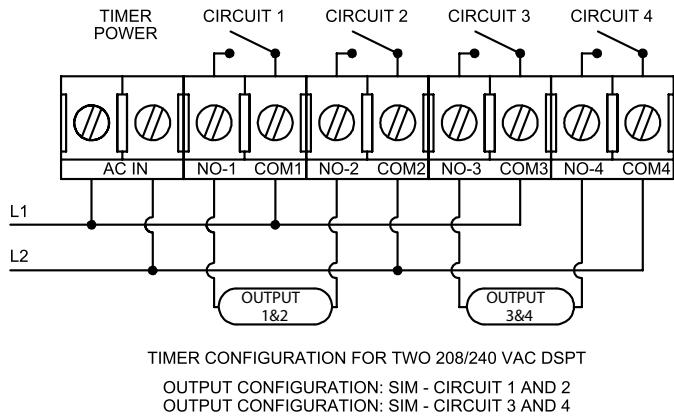 TIMER POWER
CIRCUIT 1
CIRCUIT 2
CIRCUIT 3
CIRCUIT 4
AC IN
NO-1
COM1
NO-2
COM2
NO-3
COM3
NO-4
COM4
L1
L2
OUTPUT
1&2
OUTPUT
3&4
TIMER CONFIGURATION FOR TWO 208/240 VAC DSPT
OUTPUT CONFIGURATION: SIM - CIRCUIT 1 AND 2
OUTPUT CONFIGURATION: SIM - CIRCUIT 3 AND 4